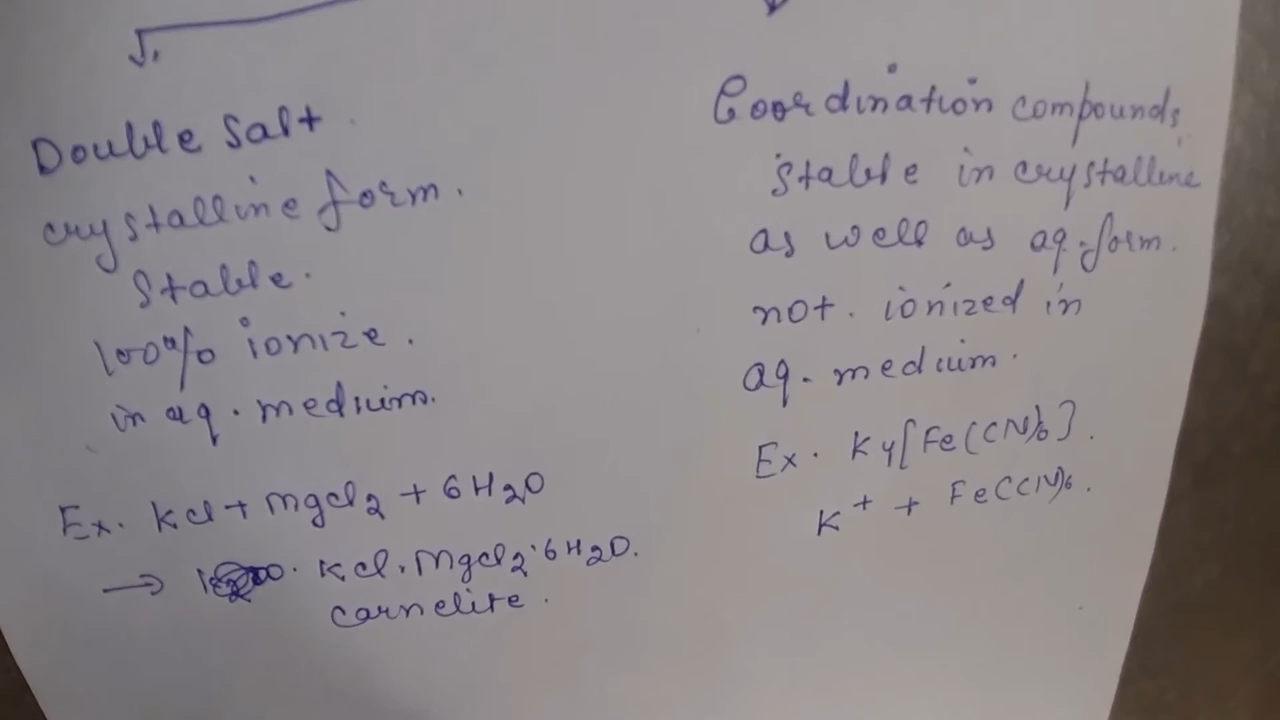 Double Salt.
crystalline form.
Stable.
100% ionize.
in aq. medium.
Ex. KCl + MgCl2 + 6H2O
→ KCl. MgCl2·6H2O.
carnelite.
Coordination compounds,
stable in crystalline
as well as aq. form.
not. ionized in
aq. medium.
Ex. K4[Fe(CN)6].
K+ + Fe(CN)6.